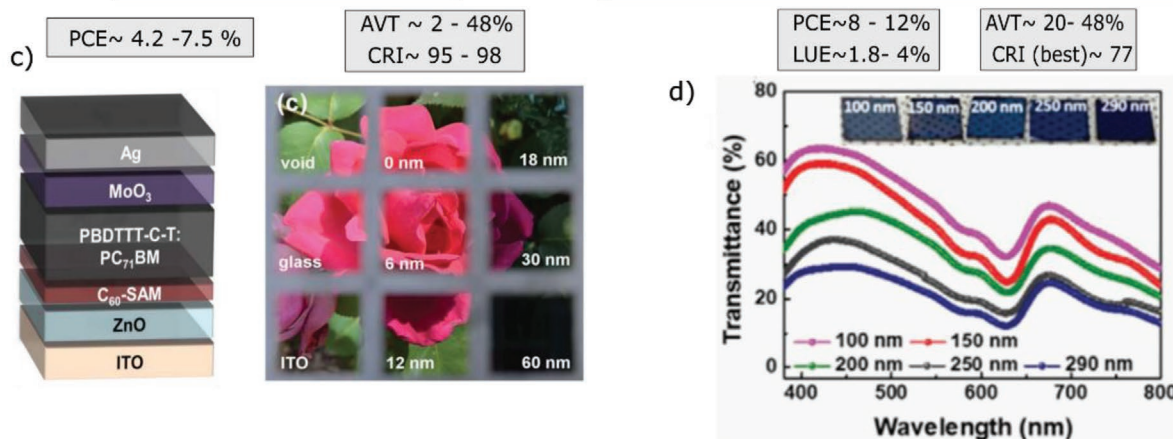 PCE~ 4.2 -7.5 %
AVT ~ 2 - 48%
CRI~ 95 - 98
c)
Ag
MoO₃
PBDTTT-C-T:
PC₇₁BM
C₆₀-SAM
ZnO
ITO
(c)
void
0 nm
18 nm
glass
6 nm
30 nm
ITO
12 nm
60 nm
PCE~8 - 12%
LUE~1.8- 4%
AVT~ 20- 48%
CRI (best)~ 77
d)
80
60
40
20
0
Transmittance (%)
100 nm 150 nm 200 nm 250 nm 290 nm
100 nm 150 nm
200 nm 250 nm 290 nm
400 500 600 700 800
Wavelength (nm)